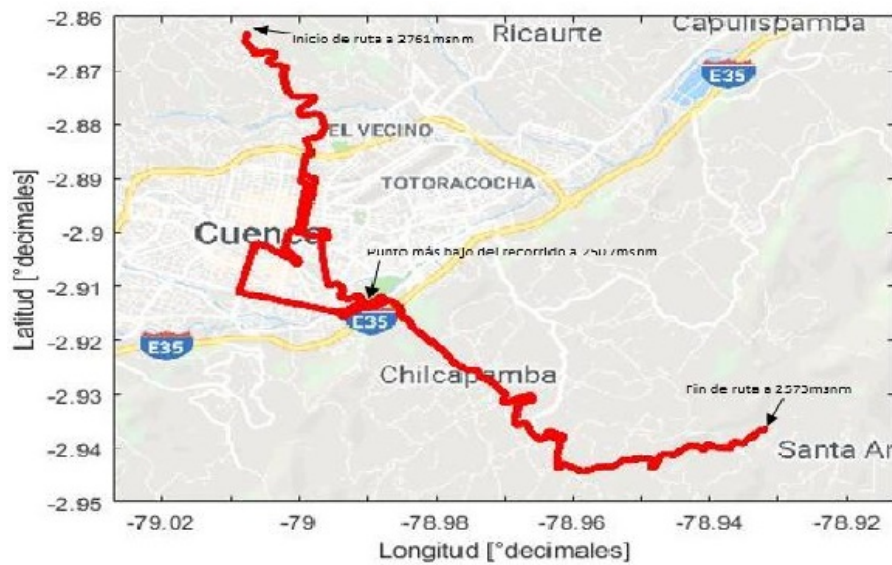 -2.86
Inicio de ruta a 2761msnm
Ricaurte
Capulispamba
-2.87
E35
-2.88
EL VECINO
-2.89
TOTORACOCHA
-2.9
Cuenca
Punto más bajo del recorrido a 2507msnm
-2.91
-2.92
E35
E35
Chilcapamba
-2.93
Fin de ruta a 2573msnm
-2.94
Santa An
-2.95
-79.02
-79
-78.98
-78.96
-78.94
-78.92
Latitud [°decimales]
Longitud [°decimales]